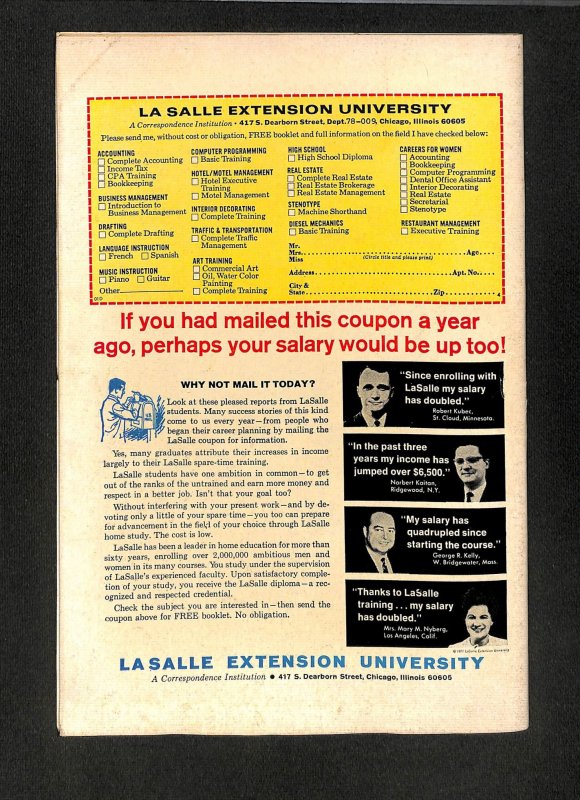 LA SALLE EXTENSION UNIVERSITY
A Correspondence Institution • 417 S. Dearborn Street, Dept. 78-009, Chicago, Illinois 60605
Please send me, without cost or obligation, FREE booklet and full information on the field I have checked below:
ACCOUNTING
Complete Accounting
Income Tax
CPA Training
Bookkeeping
BUSINESS MANAGEMENT
Introduction to
Business Management
DRAFTING
Complete Drafting
LANGUAGE INSTRUCTION
French Spanish
MUSIC INSTRUCTION
Piano Guitar
Other
010
COMPUTER PROGRAMMING
Basic Training
HOTEL/MOTEL MANAGEMENT
Hotel Executive
Training
Motel Management
INTERIOR DECORATING
Complete Training
TRAFFIC & TRANSPORTATION
Complete Traffic
Management
ART TRAINING
Commercial Art
Oil, Water Color
Painting
Complete Training
HIGH SCHOOL
High School Diploma
REAL ESTATE
Complete Real Estate
Real Estate Brokerage
Real Estate Management
STENOTYPE
Machine Shorthand
DIESEL MECHANICS
Basic Training
CAREERS FOR WOMEN
Accounting
Bookkeeping
Computer Programming
Dental Office Assistant
Interior Decorating
Real Estate
Secretarial
Stenotype
RESTAURANT MANAGEMENT
Executive Training
Mr.
Mrs. Age
Miss (Circle title and please print)
Address Apt. No.
City &
State Zip
4
If you had mailed this coupon a year
ago, perhaps your salary would be up too!
WHY NOT MAIL IT TODAY?
Look at these pleased reports from LaSalle
students. Many success stories of this kind
come to us every year—from people who
began their career planning by mailing the
LaSalle coupon for information.
Yes, many graduates attribute their increases in income
largely to their LaSalle spare-time training.
LaSalle students have one ambition in common—to get
out of the ranks of the untrained and earn more money and
respect in a better job. Isn't that your goal too?
Without interfering with your present work—and by de-
voting only a little of your spare time—you too can prepare
for advancement in the field of your choice through LaSalle
home study. The cost is low.
LaSalle has been a leader in home education for more than
sixty years, enrolling over 2,000,000 ambitious men and
women in its many courses. You study under the supervision
of LaSalle's experienced faculty. Upon satisfactory comple-
tion of your study, you receive the LaSalle diploma—a rec-
ognized and respected credential.
Check the subject you are interested in—then send the
coupon above for FREE booklet. No obligation.
"Since enrolling with
LaSalle my salary
has doubled."
Robert Kubec,
St. Cloud, Minnesota.
"In the past three
years my income has
jumped over $6,500."
Norbert Kaitan,
Ridgewood, N.Y.
"My salary has
quadrupled since
starting the course."
George R. Kelly,
W. Bridgewater, Mass.
"Thanks to LaSalle
training . . . my salary
has doubled."
Mrs. Mary M. Nyberg,
Los Angeles, Calif.
© 1971 LaSalle Extension University
LA SALLE EXTENSION UNIVERSITY
A Correspondence Institution • 417 S. Dearborn Street, Chicago, Illinois 60605